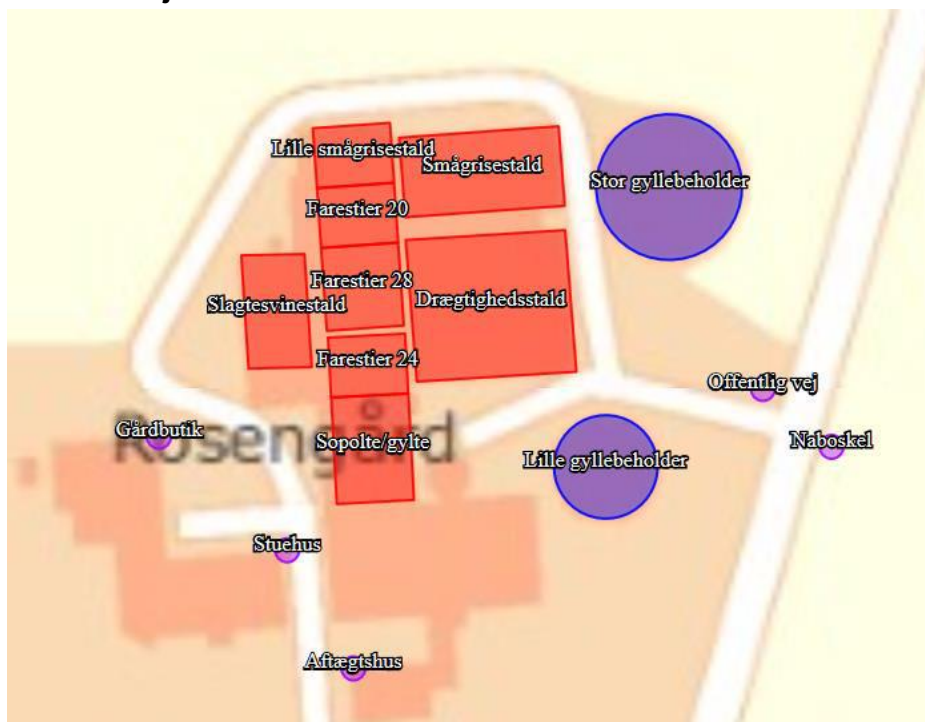 Lille smågrisestald
Smågrisestald
Stor gyllebeholder
Farestier 20
Farestier 28
Slagtesvinestald
Drægtighedsstald
Farestier 24
Offentlig vej
Gårdbutik
Rosengård
Sopolte/gylte
Naboskel
Lille gyllebeholder
Stuehus
Aftægtshus